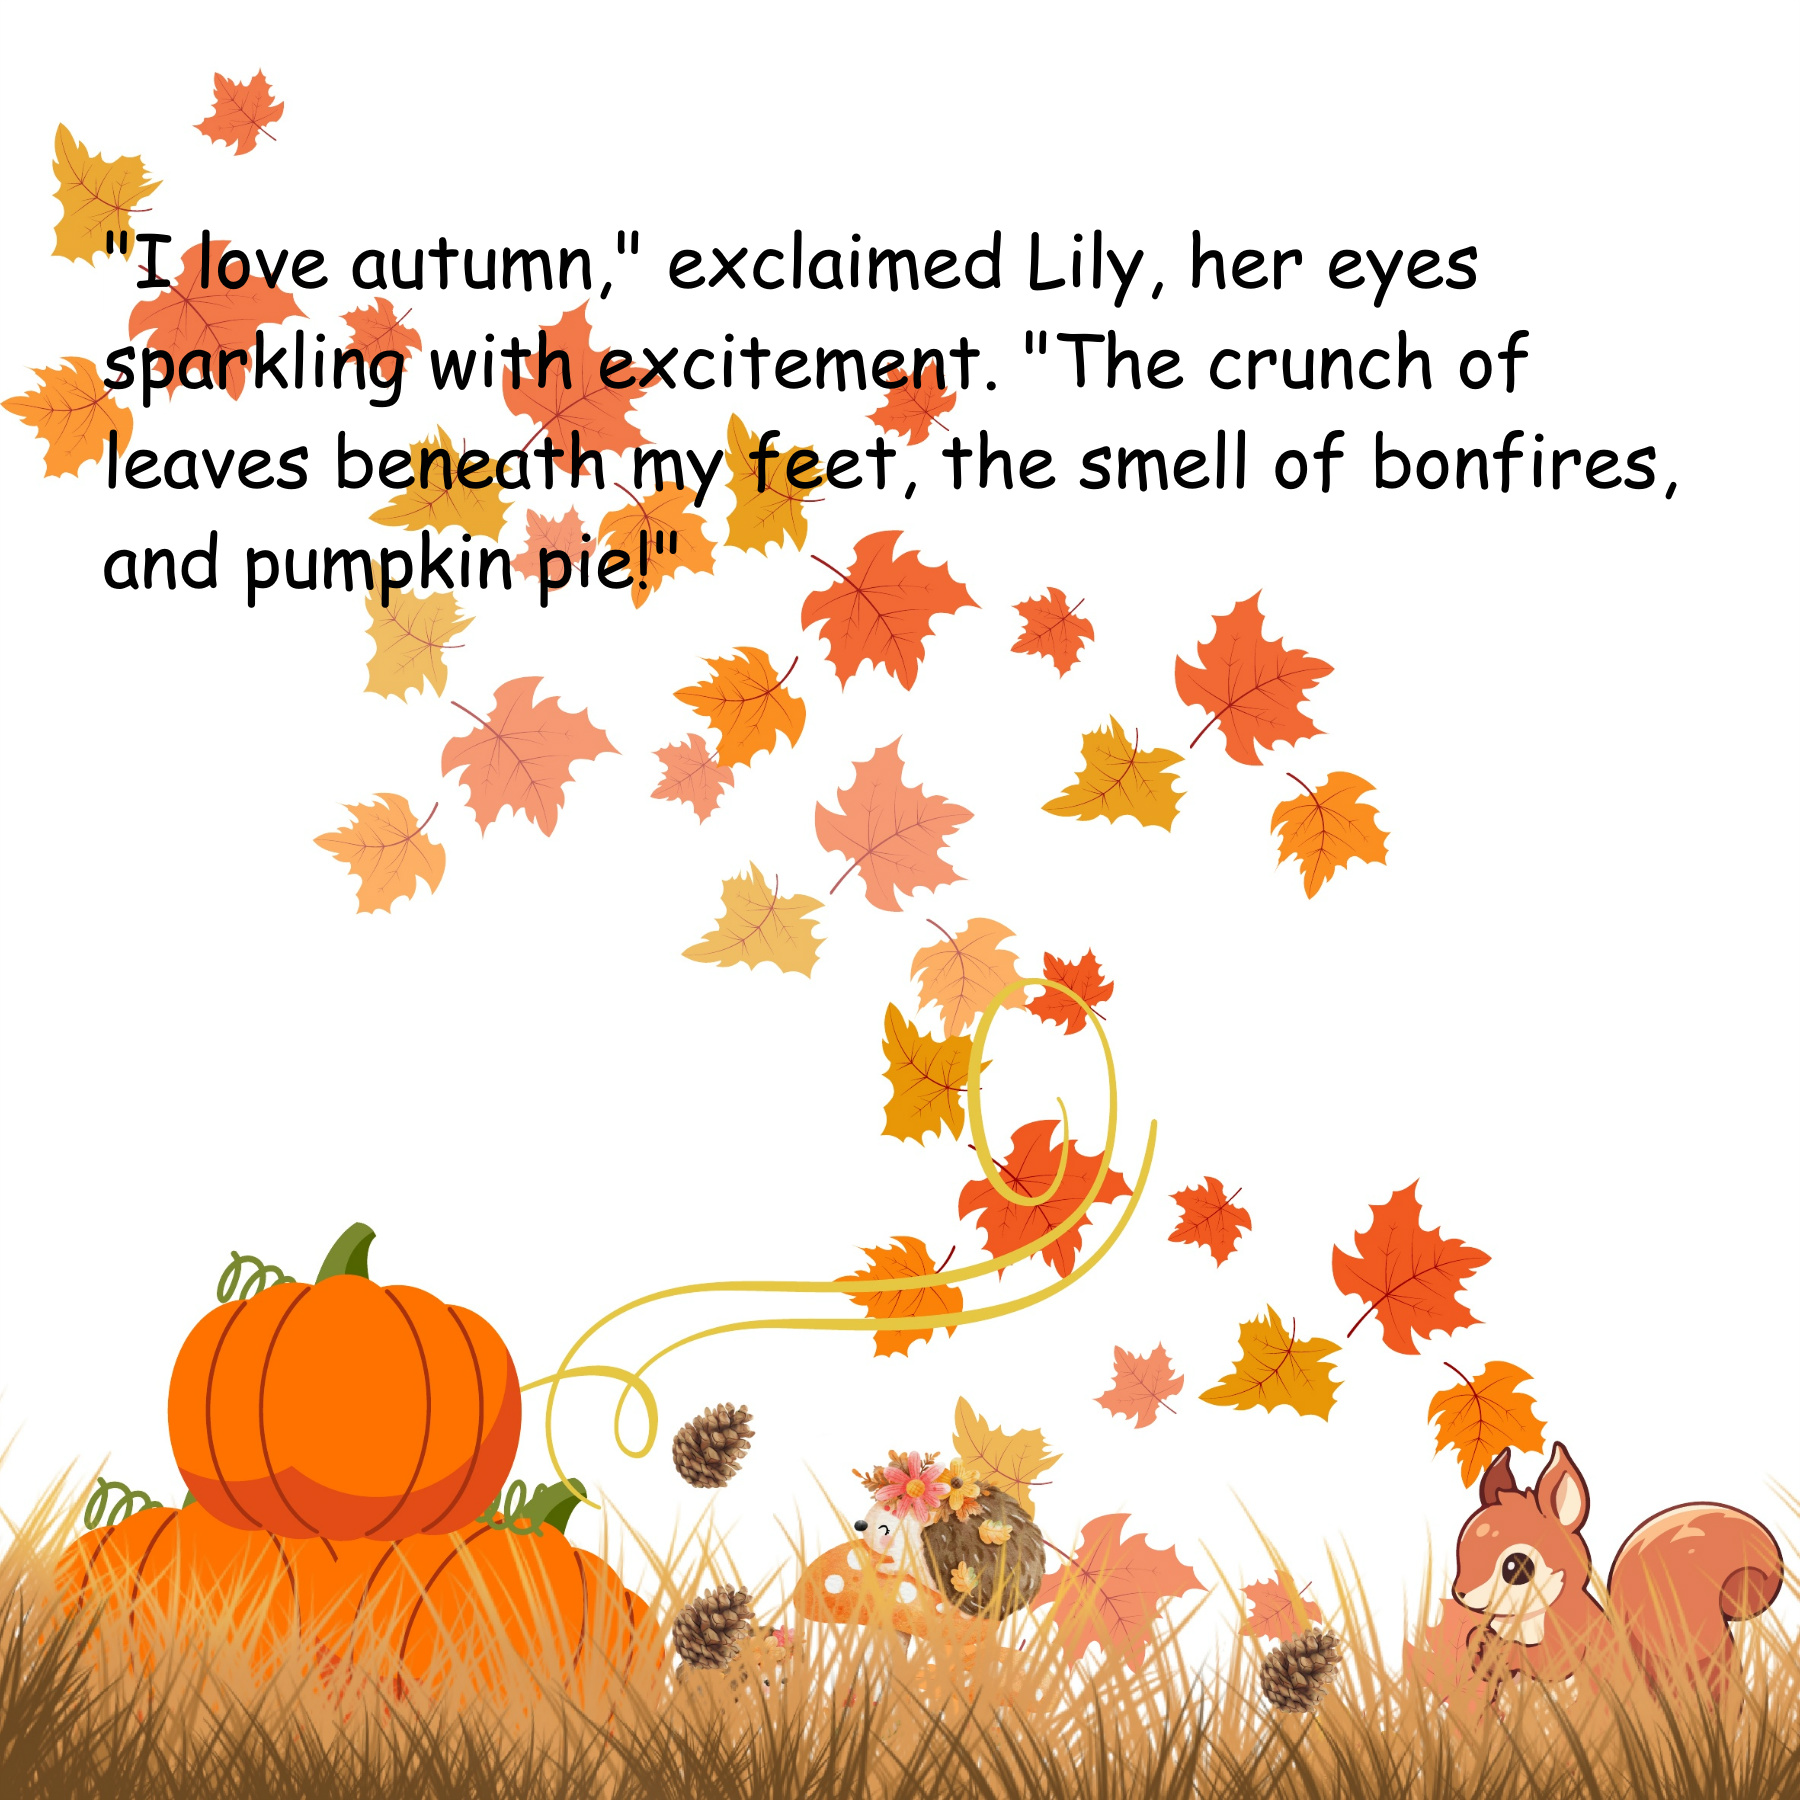 "I love autumn," exclaimed Lily, her eyes
sparkling with excitement. "The crunch of
leaves beneath my feet, the smell of bonfires,
and pumpkin pie!"